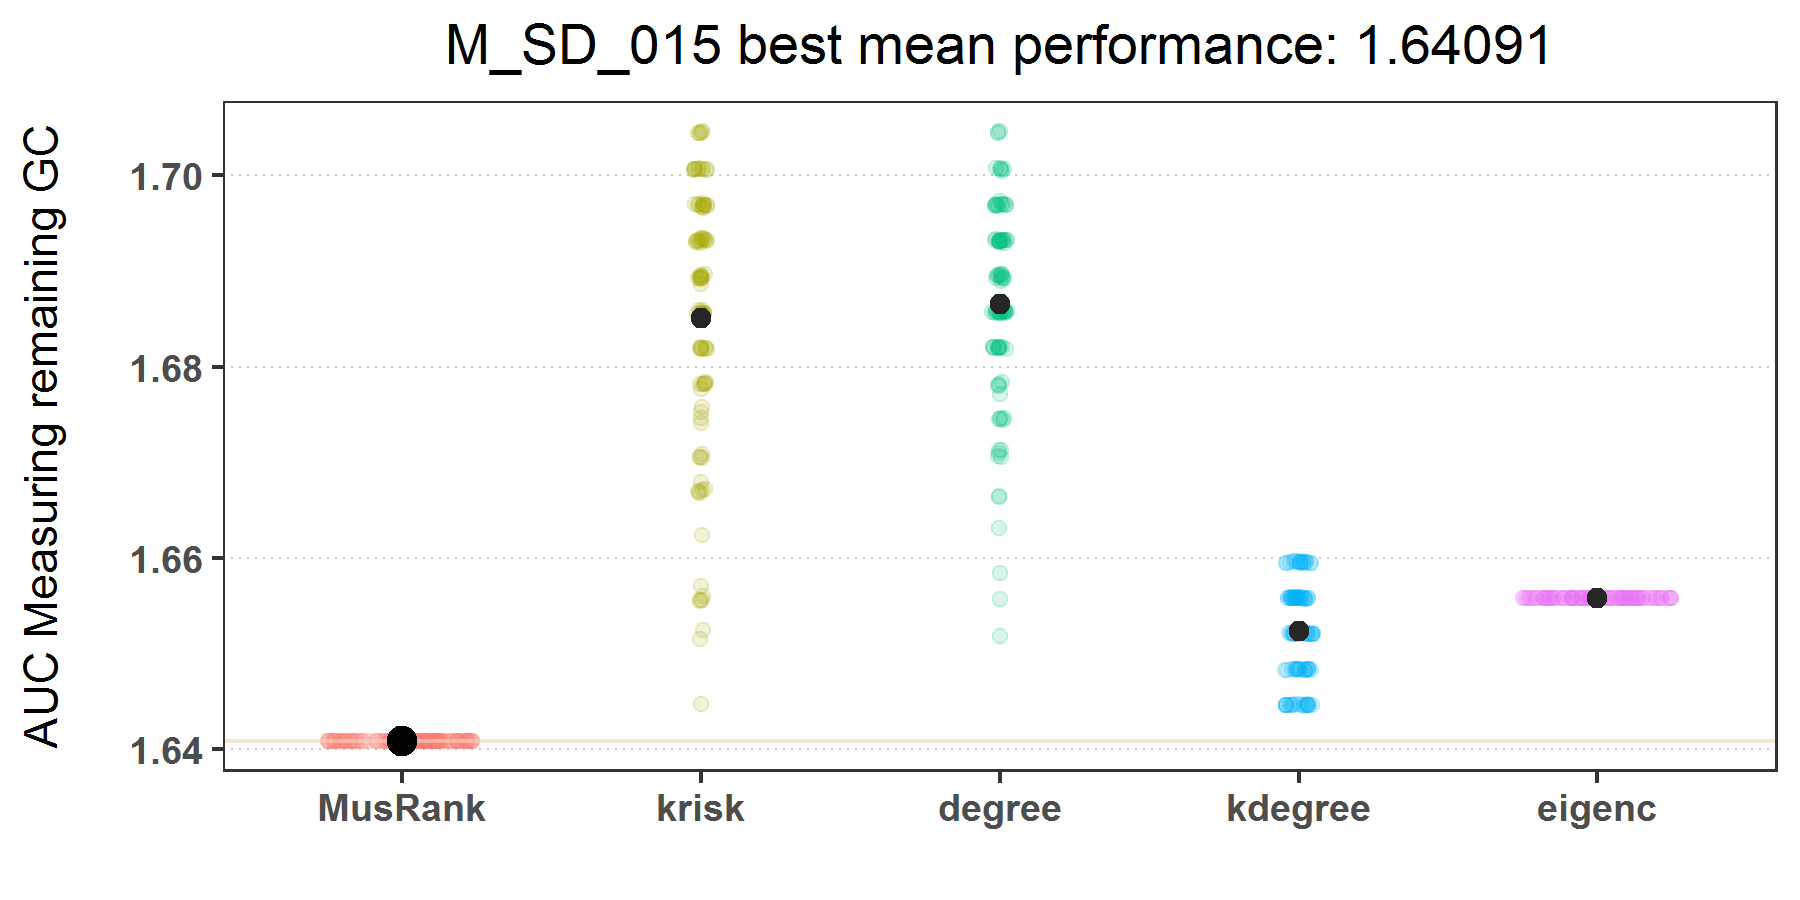 M_SD_015 best mean performance: 1.64091
AUC Measuring remaining GC
1.70
1.68
1.66
1.64
MusRank krisk degree kdegree eigenc